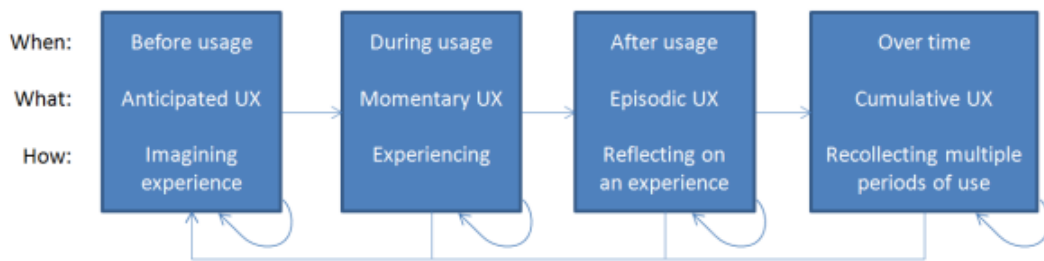 When: Before usage During usage After usage Over time
What: Anticipated UX Momentary UX Episodic UX Cumulative UX
How: Imagining Experiencing Reflecting on Recollecting multiple
experience an experience periods of use